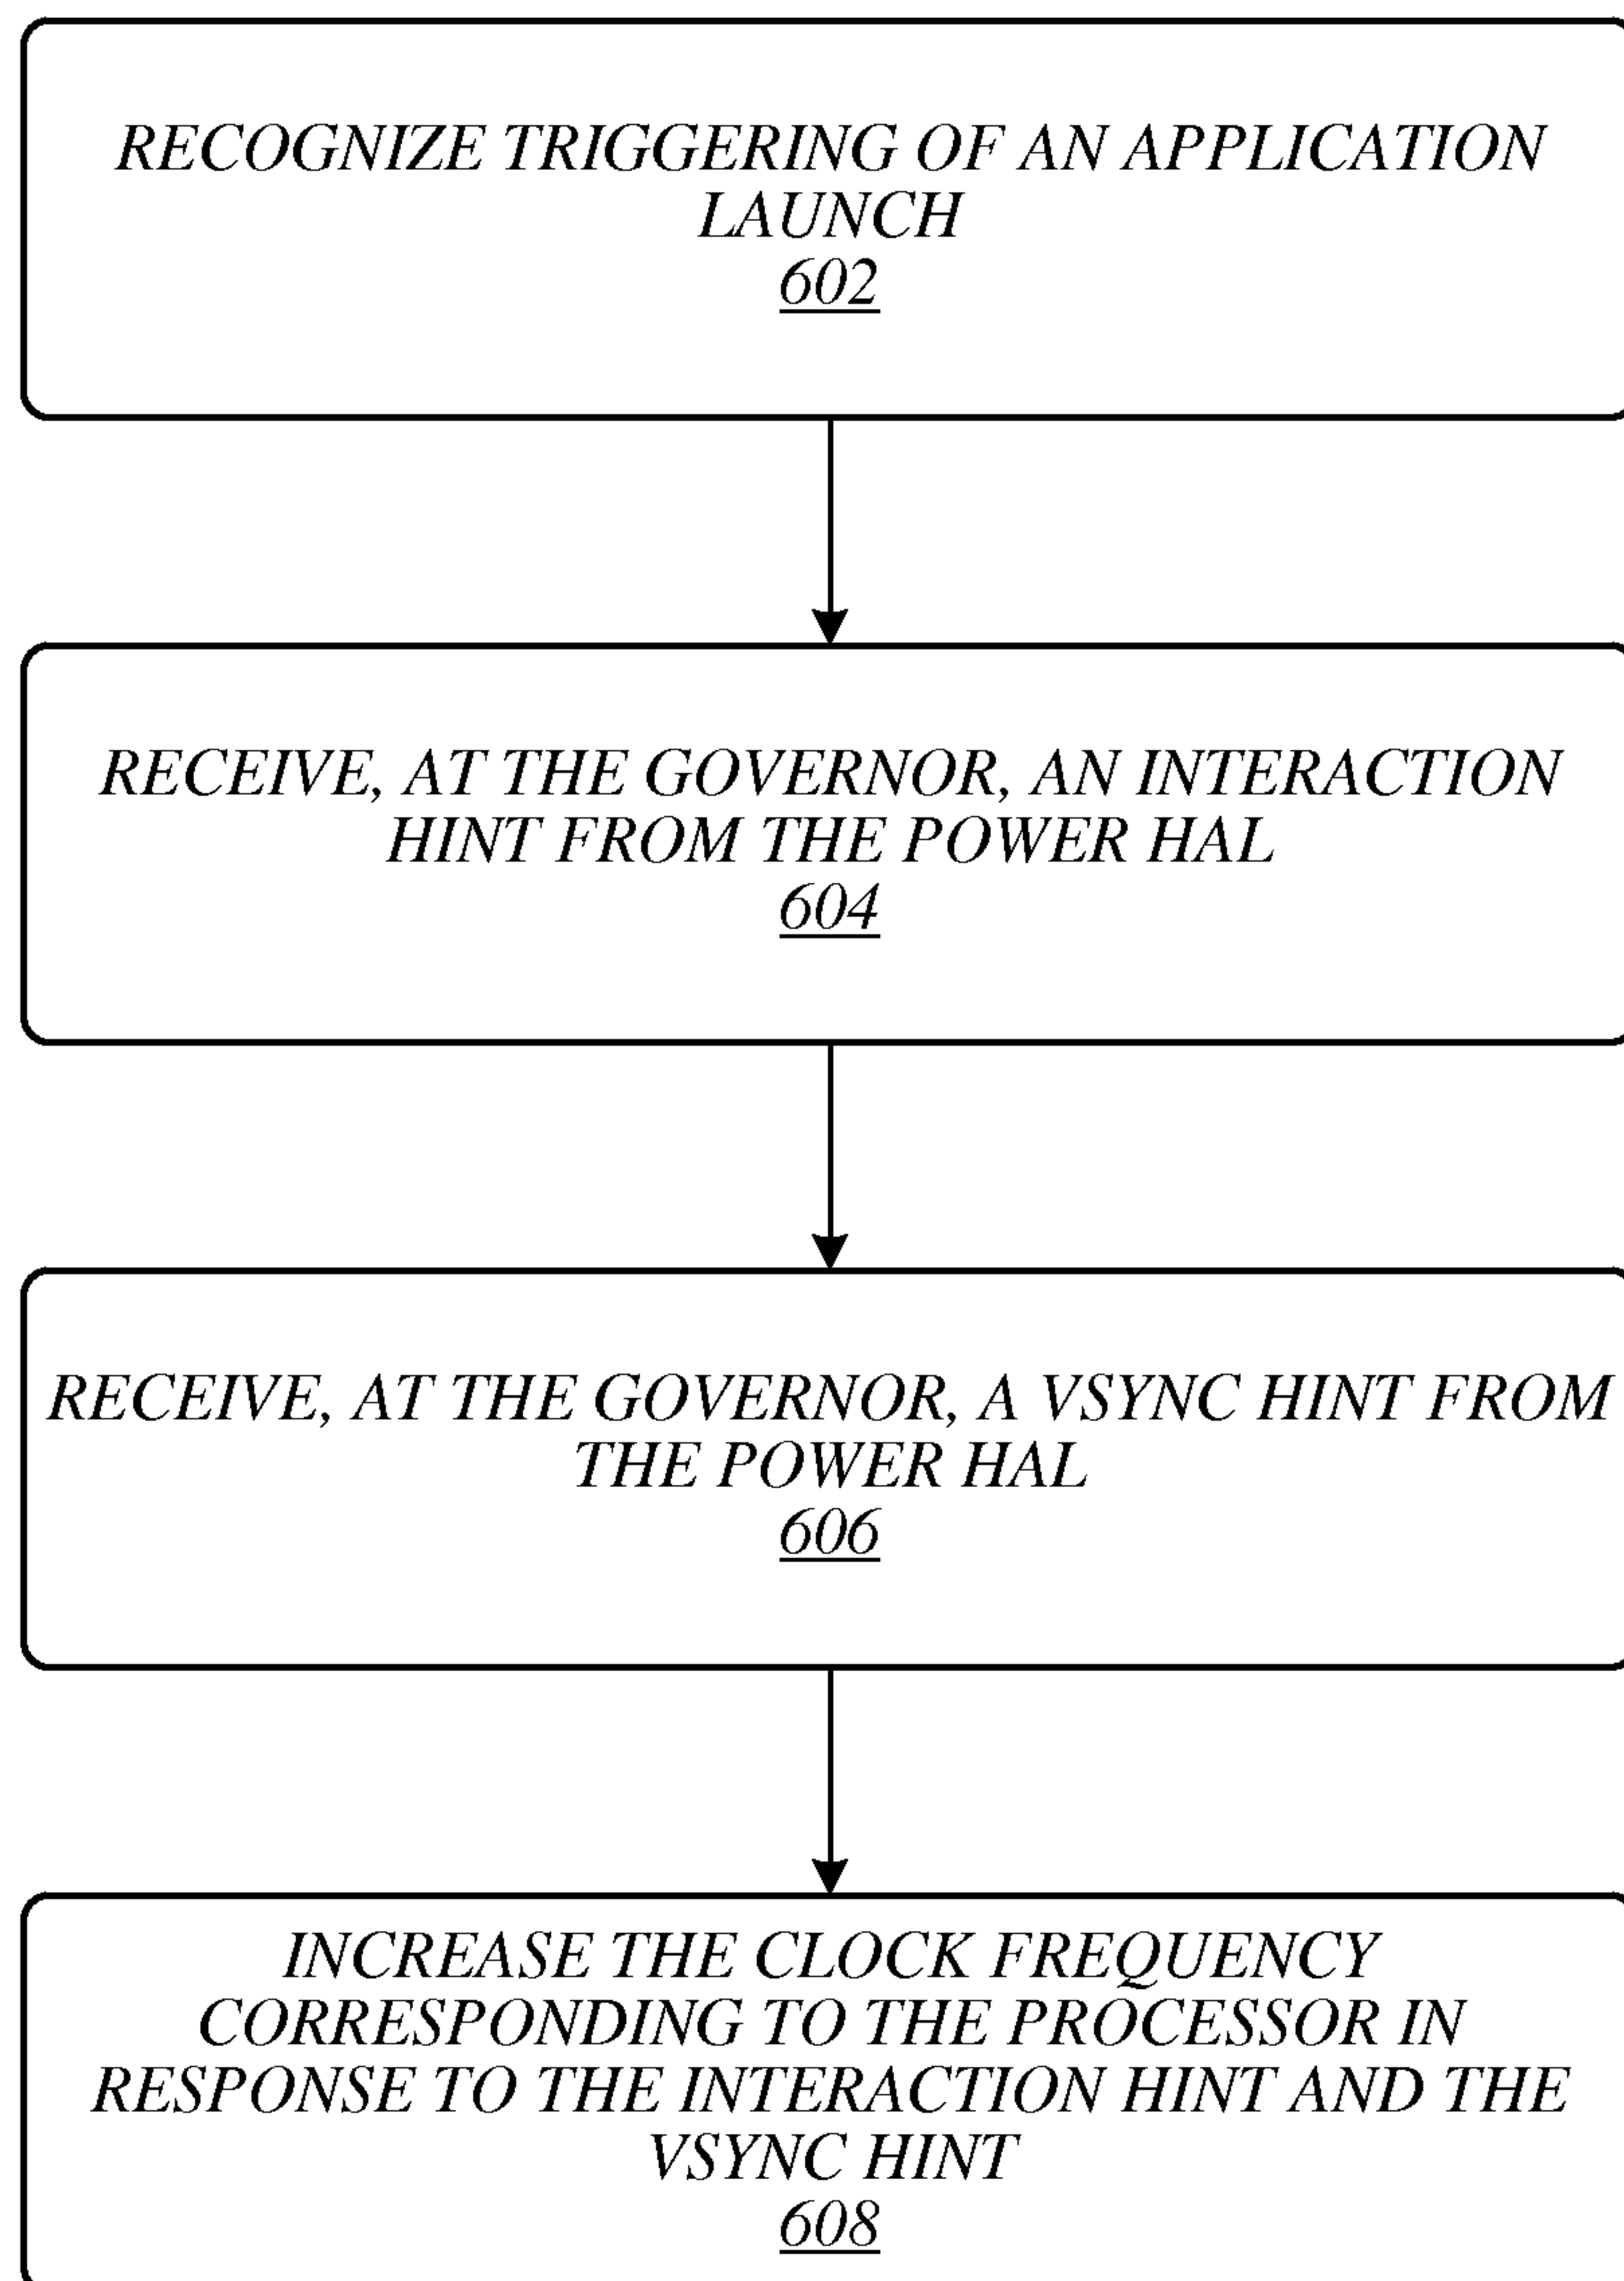 RECOGNIZE TRIGGERING OF AN APPLICATION
LAUNCH
602
RECEIVE, AT THE GOVERNOR, AN INTERACTION
HINT FROM THE POWER HAL
604
RECEIVE, AT THE GOVERNOR, A VSYNC HINT FROM
THE POWER HAL
606
INCREASE THE CLOCK FREQUENCY
CORRESPONDING TO THE PROCESSOR IN
RESPONSE TO THE INTERACTION HINT AND THE
VSYNC HINT
608